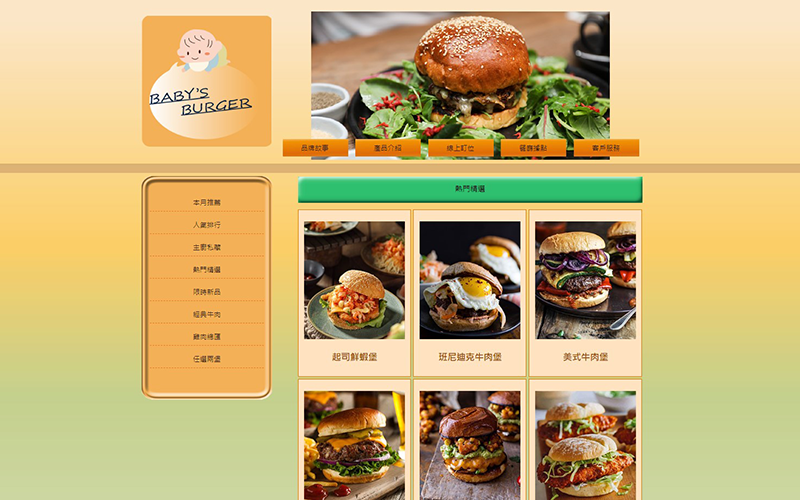 BABY'S
BURGER
品牌故事
產品介紹
線上訂位
餐廳據點
客戶服務
本月推薦
人氣排行
主廚私藏
熱門精選
限時新品
經典牛肉
雞肉總匯
任選兩堡
熱門精選
起司鮮蝦堡
班尼迪克牛肉堡
美式牛肉堡